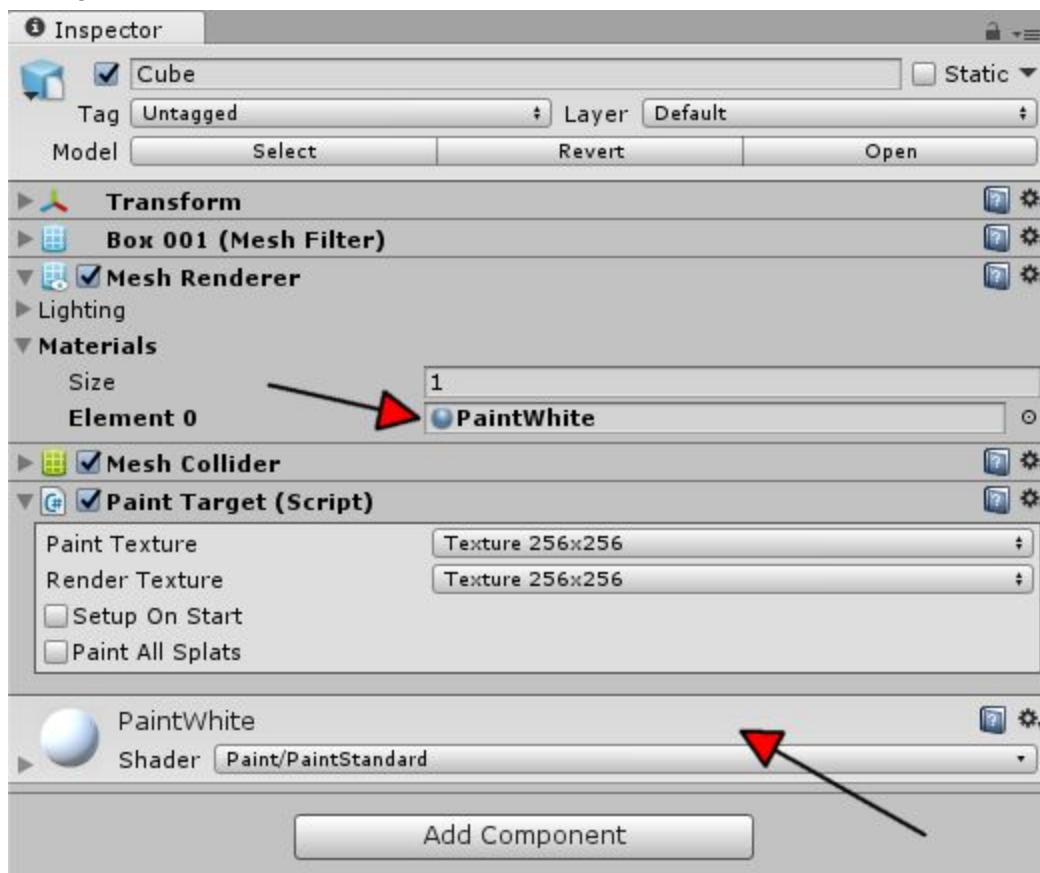 Inspector
Cube Static
Tag Untagged Layer Default
Model Select Revert Open
Transform
Box 001 (Mesh Filter)
Mesh Renderer
Lighting
Materials
Size 1
Element 0 PaintWhite
Mesh Collider
Paint Target (Script)
Paint Texture Texture 256x256
Render Texture Texture 256x256
Setup On Start
Paint All Splats
PaintWhite
Shader Paint/PaintStandard
Add Component